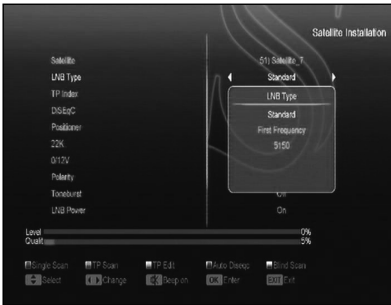 Satellite Installation
Satellite 51) Satellite_T
LNB Type Standard
TP Index LNB Type
DiSEqC Standard
Positioner First Frequency
22K 5150
0/12V
Polarity
Toneburst Off
LNB Power On
Level 0%
Qualit 5%
Single Scan TP Scan TP Edit Auto Diseqc Blind Scan
Select Change Beep on OK Enter EXIT Exit